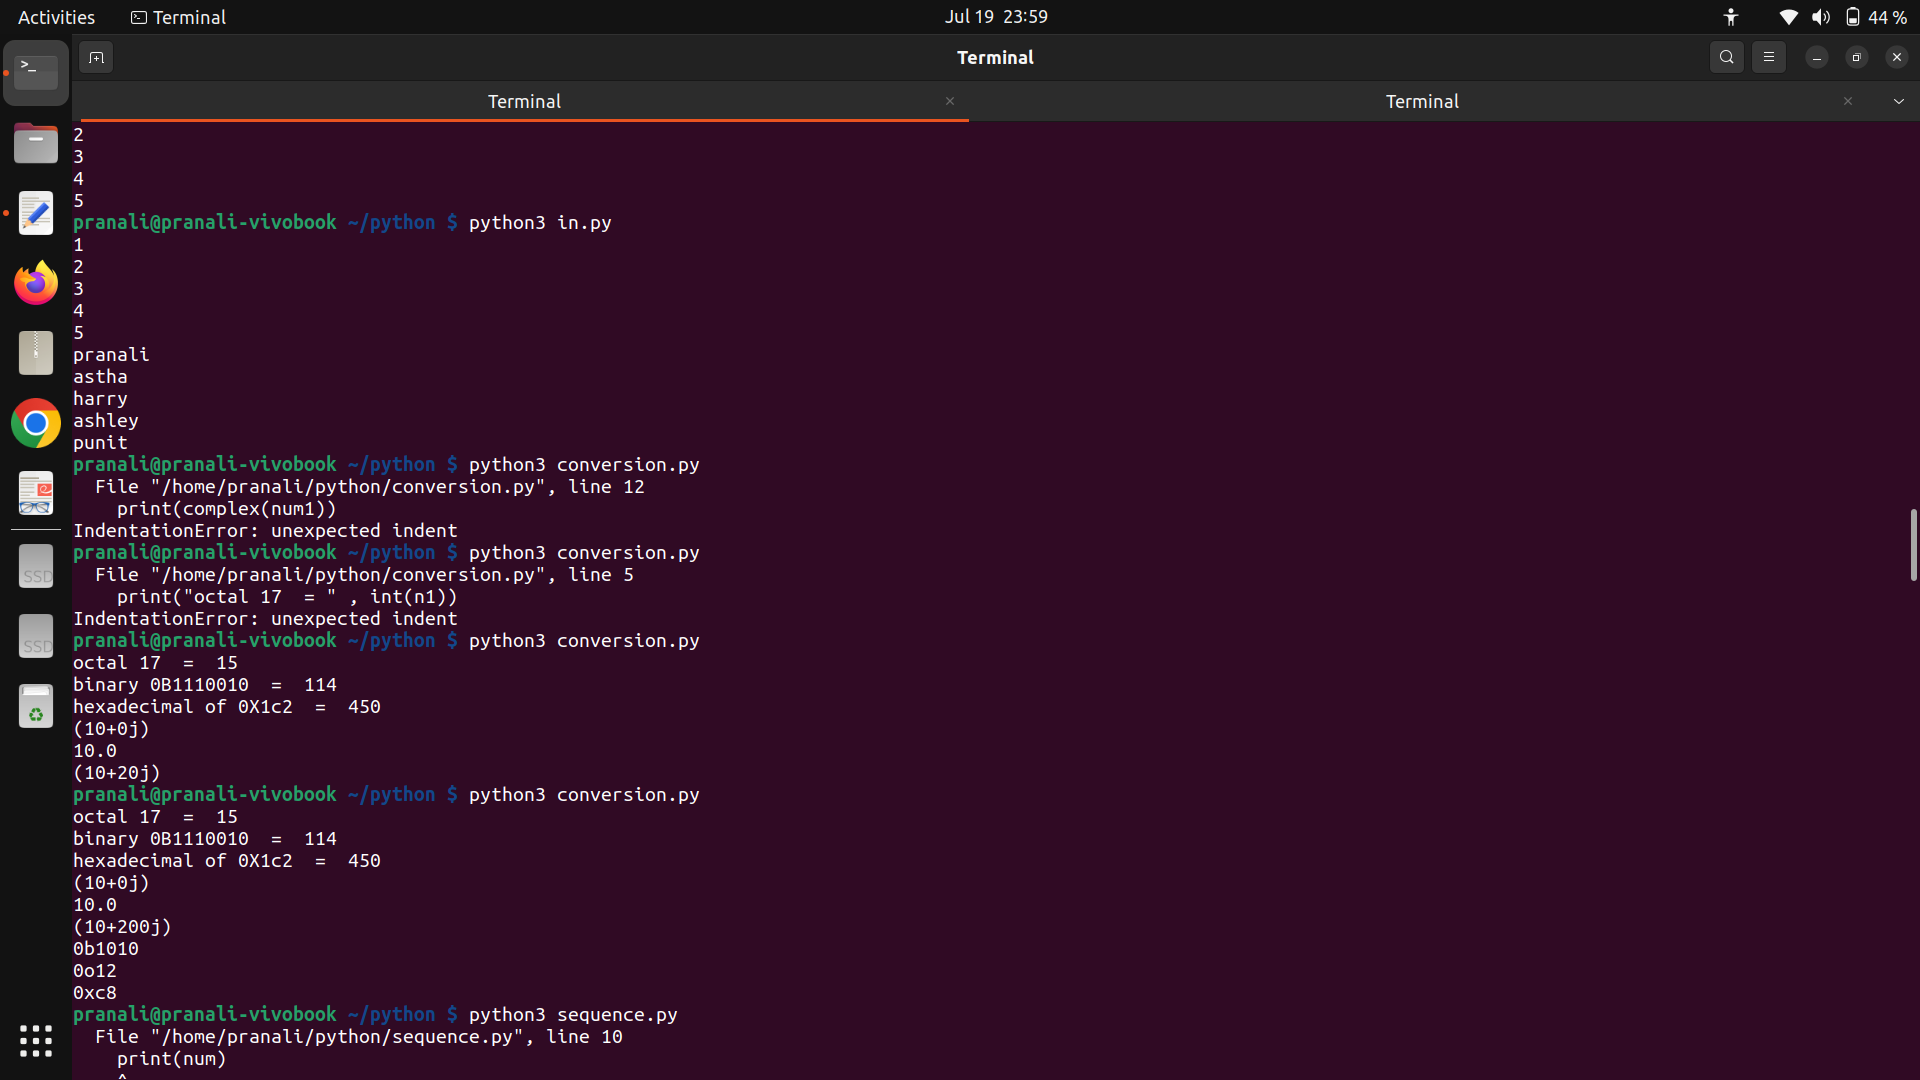 Activities
Terminal
Jul 19 23:59
44 %
Terminal
Terminal
Terminal
2
3
4
5
pranali@pranali-vivobook ~/python $ python3 in.py
1
2
3
4
5
pranali
astha
harry
ashley
punit
pranali@pranali-vivobook ~/python $ python3 conversion.py
  File "/home/pranali/python/conversion.py", line 12
    print(complex(num1))
IndentationError: unexpected indent
pranali@pranali-vivobook ~/python $ python3 conversion.py
  File "/home/pranali/python/conversion.py", line 5
    print("octal 17  = " , int(n1))
IndentationError: unexpected indent
pranali@pranali-vivobook ~/python $ python3 conversion.py
octal 17  =  15
binary 0B1110010  =  114
hexadecimal of 0X1c2  =  450
(10+0j)
10.0
(10+20j)
pranali@pranali-vivobook ~/python $ python3 conversion.py
octal 17  =  15
binary 0B1110010  =  114
hexadecimal of 0X1c2  =  450
(10+0j)
10.0
(10+200j)
0b1010
0o12
0xc8
pranali@pranali-vivobook ~/python $ python3 sequence.py
  File "/home/pranali/python/sequence.py", line 10
    print(num)
    ^
SSD
SSD